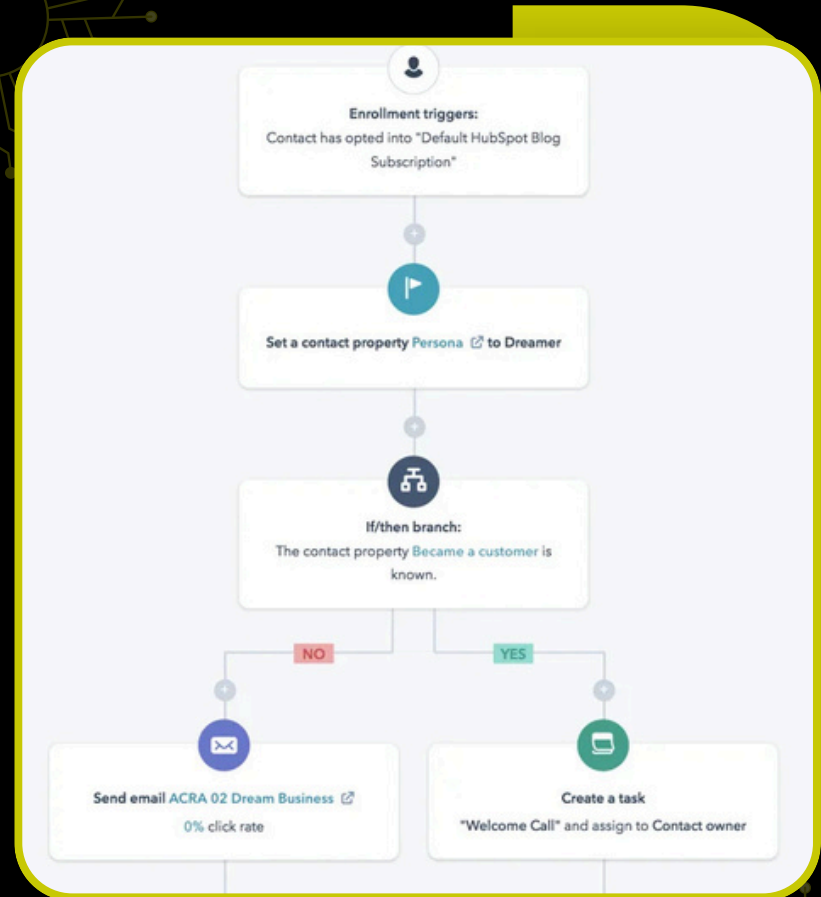 Enrollment triggers:
Contact has opted into "Default HubSpot Blog
Subscription"
Set a contact property Persona to Dreamer
If/then branch:
The contact property Became a customer is
known.
NO
YES
Send email ACRA 02 Dream Business
0% click rate
Create a task
"Welcome Call" and assign to Contact owner